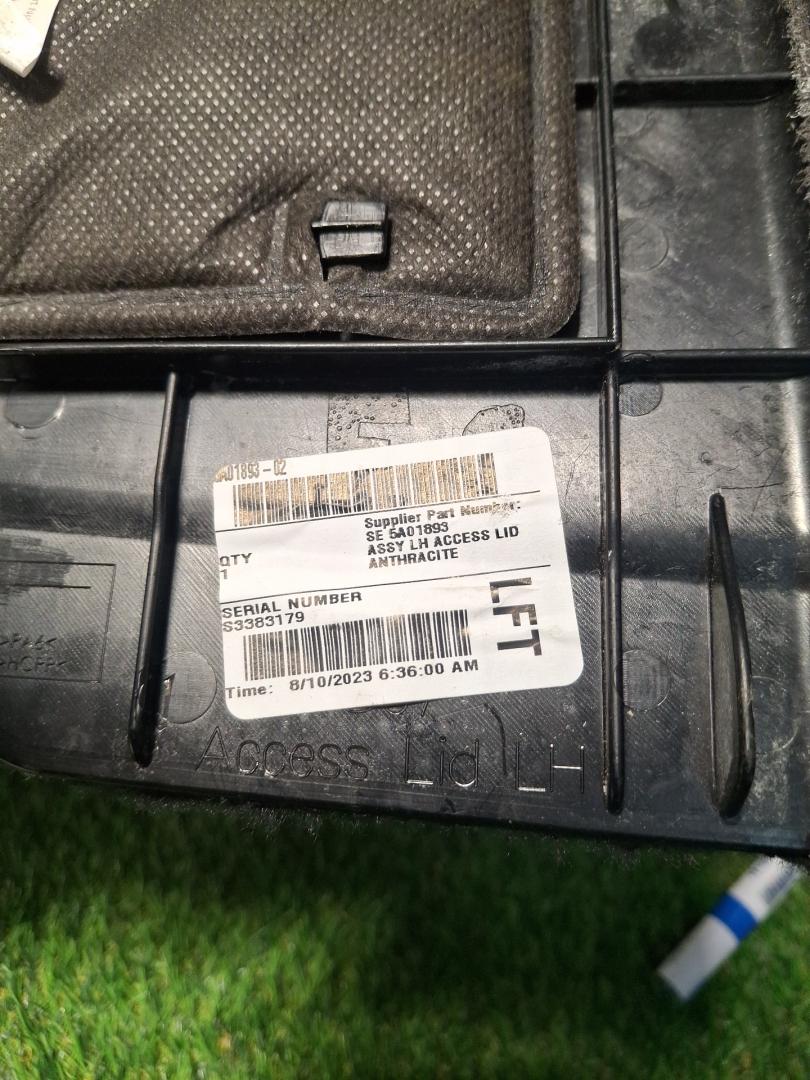 5A01893-02
Supplier Part Number:
SE 5A01893
ASSY LH ACCESS LID
ANTHRACITE
QTY
1
SERIAL NUMBER
S3383179
LFT
Time: 8/10/2023 6:36:00 AM
Access Lid LH